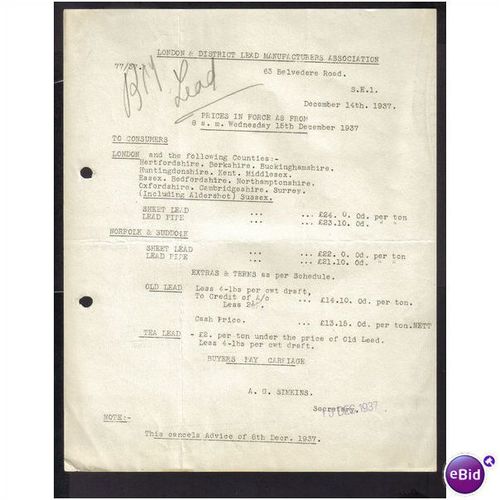 LONDON & DISTRICT LEAD MANUFACTURERS ASSOCIATION
77/37.
63 Belvedere Road.
S.E.1.
Lead
December 14th. 1937.
PRICES IN FORCE AS FROM
8 a.m. Wednesday 15th December 1937
TO CONSUMERS
LONDON and the following Counties:-
Hertfordshire. Berkshire. Buckinghamshire.
Huntingdonshire. Kent. Middlesex.
Essex. Bedfordshire. Northamptonshire.
Oxfordshire. Cambridgeshire. Surrey.
(Including Aldershot) Sussex.
SHEET LEAD ... ... £24. 0. 0d. per ton
LEAD PIPE ... ... £23.10. 0d. " "
NORFOLK & SUFFOLK
SHEET LEAD ... ... £22. 0. 0d. per ton
LEAD PIPE ... ... £21.10. 0d. " "
EXTRAS & TERMS as per Schedule.
OLD LEAD Less 4-lbs per cwt draft,
To Credit of A/c ... £14.10. 0d. per ton.
Less
Cash Price. ... £13.15. 0d. per ton.NETT
TEA LEAD - £2. per ton under the price of Old Lead.
Less 4-lbs per cwt draft.
BUYERS PAY CARRIAGE
A. G. SIMKINS.
Secretary.
15 DEC 1937
NOTE:-
This cancels Advice of 8th Decr. 1937.
eBid